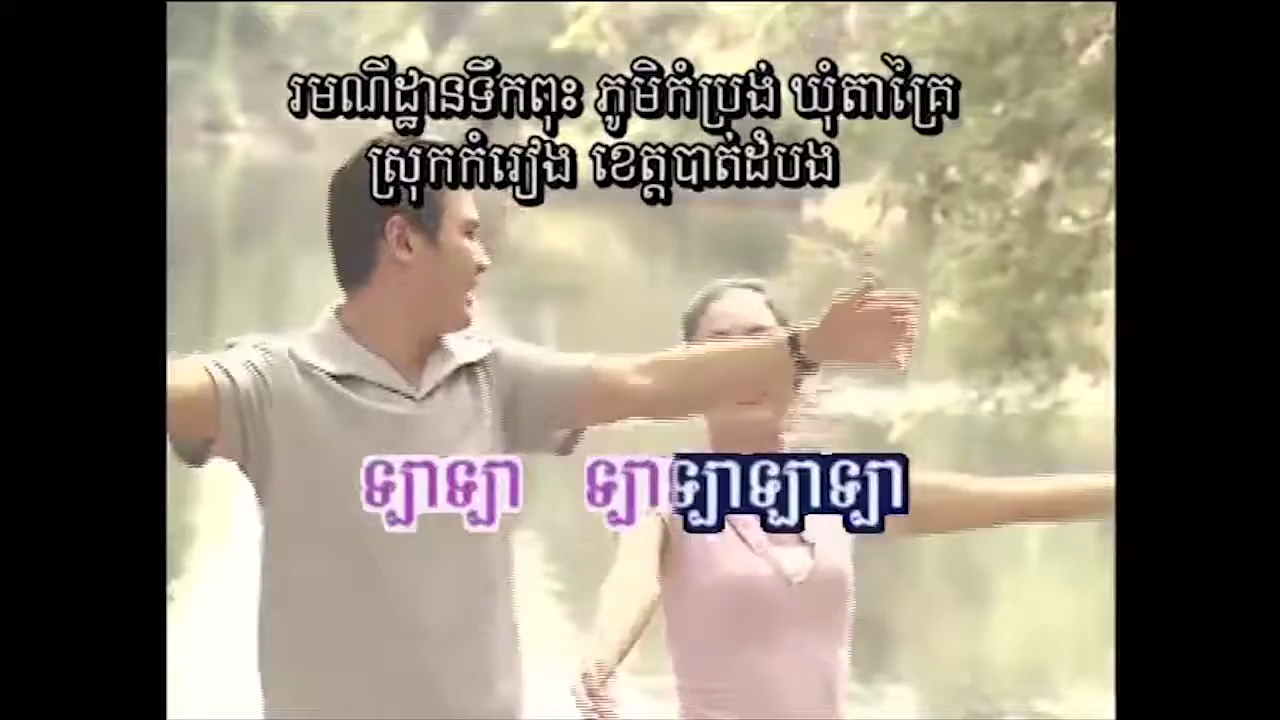 រមណីដ្ឋានទឹកពុះ ភូមិកំប្រង់ ឃុំតាគ្រៃ
ស្រុកកំរៀង ខេត្តបាត់ដំបង
ឡាឡា ឡាឡាឡាឡា